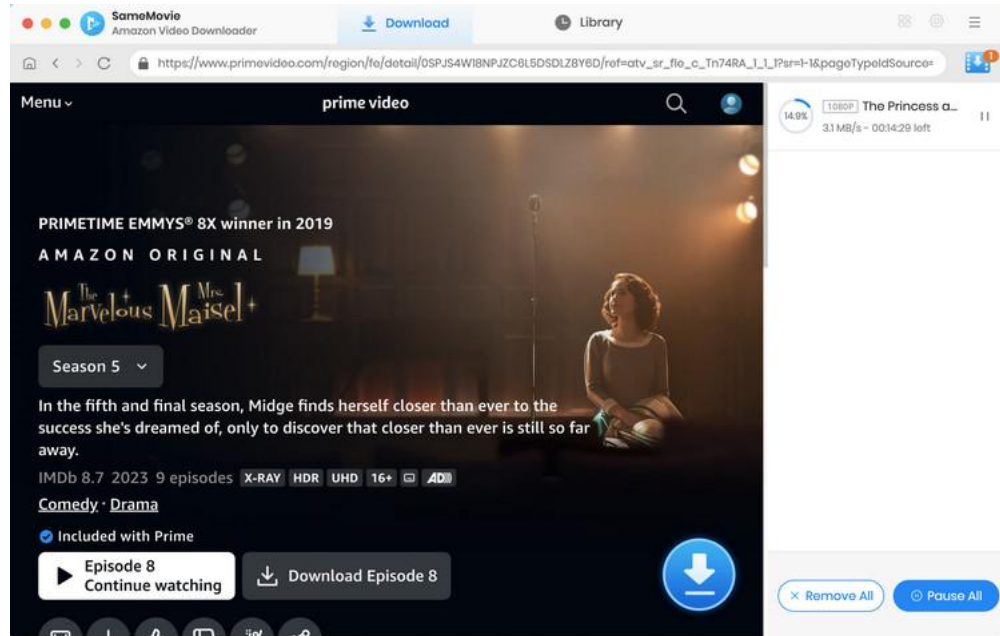 SameMovie
Amazon Video Downloader
Download
Library
https://www.primevideo.com/region/fe/detail/0SPJS4W18NPJZC6L5DSDLZ8Y6D/ref=atv_sr_fle_c_Tn74RA_1_1_1?sr=1-1&pageTypeIdSource=
1
Menu
prime video
14.9%
1080P The Princess a...
3.1 MB/s - 00:14:29 left
PRIMETIME EMMYS® 8X winner in 2019
AMAZON ORIGINAL
The Marvelous Mrs. Maisel
Season 5
In the fifth and final season, Midge finds herself closer than ever to the
success she's dreamed of, only to discover that closer than ever is still so far
away.
IMDb 8.7 2023 9 episodes X-RAY HDR UHD 16+ AD
Comedy · Drama
Included with Prime
Episode 8
Continue watching
Download Episode 8
Remove All
Pause All